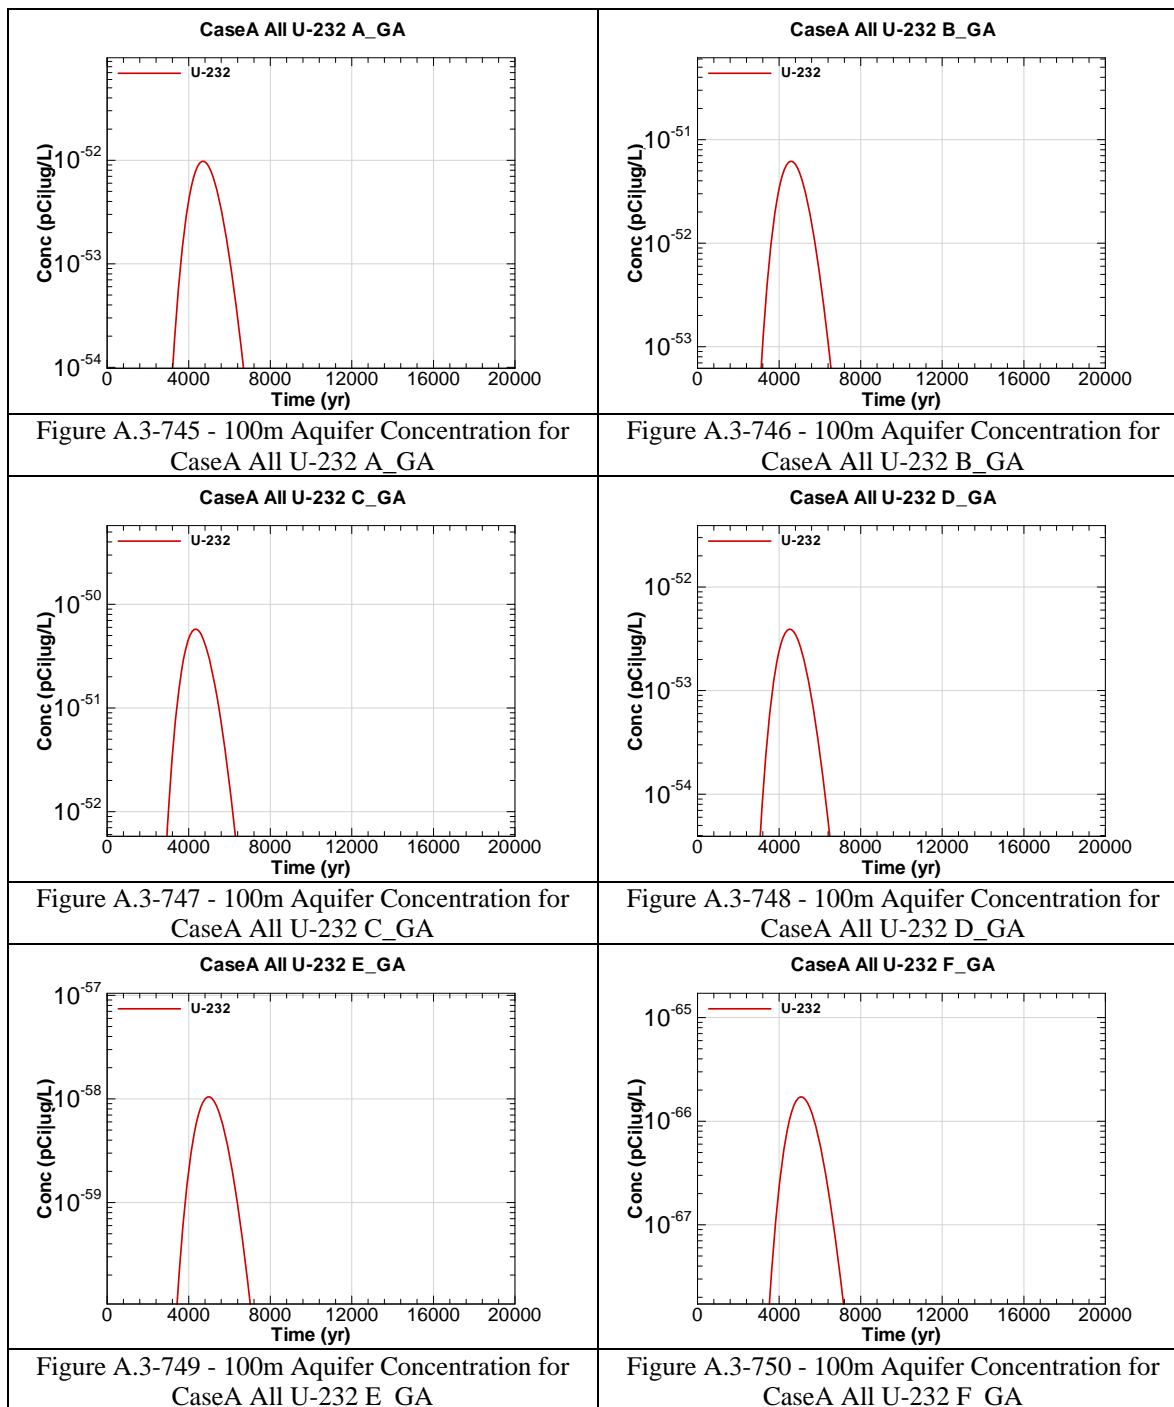 CaseA All U-232 A_GA
U-232
10-52
10-53
10-54
Conc (pCi|ug/L)
0 4000 8000 12000 16000 20000
Time (yr)
Figure A.3-745 - 100m Aquifer Concentration for
CaseA All U-232 A_GA
CaseA All U-232 B_GA
U-232
10-51
10-52
10-53
Conc (pCi|ug/L)
0 4000 8000 12000 16000 20000
Time (yr)
Figure A.3-746 - 100m Aquifer Concentration for
CaseA All U-232 B_GA
CaseA All U-232 C_GA
U-232
10-50
10-51
10-52
Conc (pCi|ug/L)
0 4000 8000 12000 16000 20000
Time (yr)
Figure A.3-747 - 100m Aquifer Concentration for
CaseA All U-232 C_GA
CaseA All U-232 D_GA
U-232
10-52
10-53
10-54
Conc (pCi|ug/L)
0 4000 8000 12000 16000 20000
Time (yr)
Figure A.3-748 - 100m Aquifer Concentration for
CaseA All U-232 D_GA
CaseA All U-232 E_GA
U-232
10-57
10-58
10-59
Conc (pCi|ug/L)
0 4000 8000 12000 16000 20000
Time (yr)
Figure A.3-749 - 100m Aquifer Concentration for
CaseA All U-232 E_GA
CaseA All U-232 F_GA
U-232
10-65
10-66
10-67
Conc (pCi|ug/L)
0 4000 8000 12000 16000 20000
Time (yr)
Figure A.3-750 - 100m Aquifer Concentration for
CaseA All U-232 F_GA